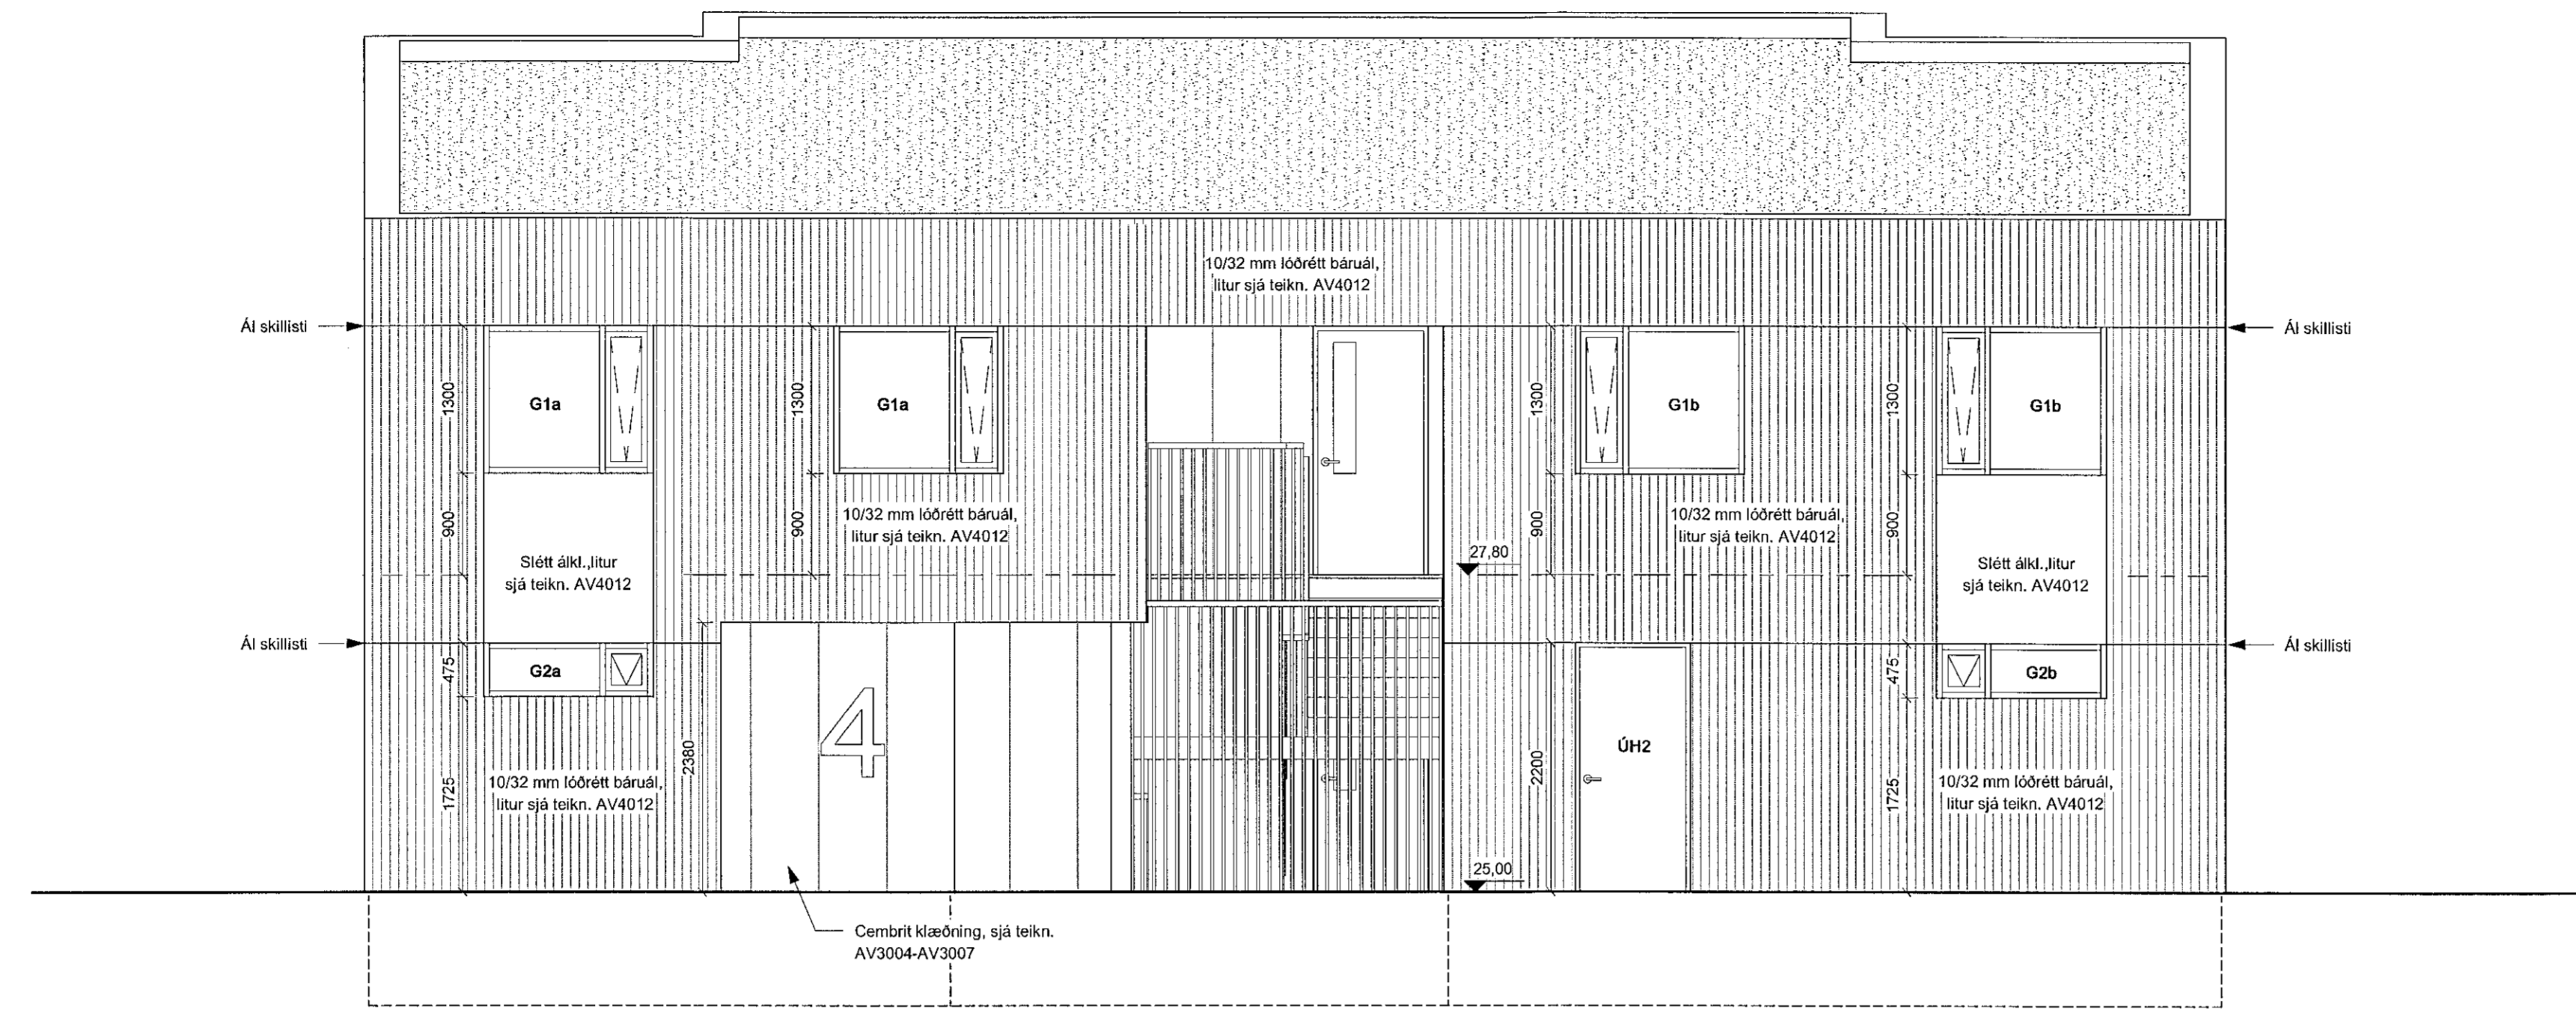 10/32 mm lóðrétt báruál,
litur sjá teikn. AV4012
Ál skillisti
Ál skillisti
1300
G1a
1300
G1a
1300
G1b
1300
G1b
900
Slétt álkl.,litur
sjá teikn. AV4012
900
10/32 mm lóðrétt báruál,
litur sjá teikn. AV4012
27,80
900
10/32 mm lóðrétt báruál,
litur sjá teikn. AV4012
900
Slétt álkl.,litur
sjá teikn. AV4012
Ál skillisti
Ál skillisti
475
G2a
475
G2b
1725
10/32 mm lóðrétt báruál,
litur sjá teikn. AV4012
2380
4
2200
ÚH2
1725
10/32 mm lóðrétt báruál,
litur sjá teikn. AV4012
25,00
Cembrit klæðning, sjá teikn.
AV3004-AV3007